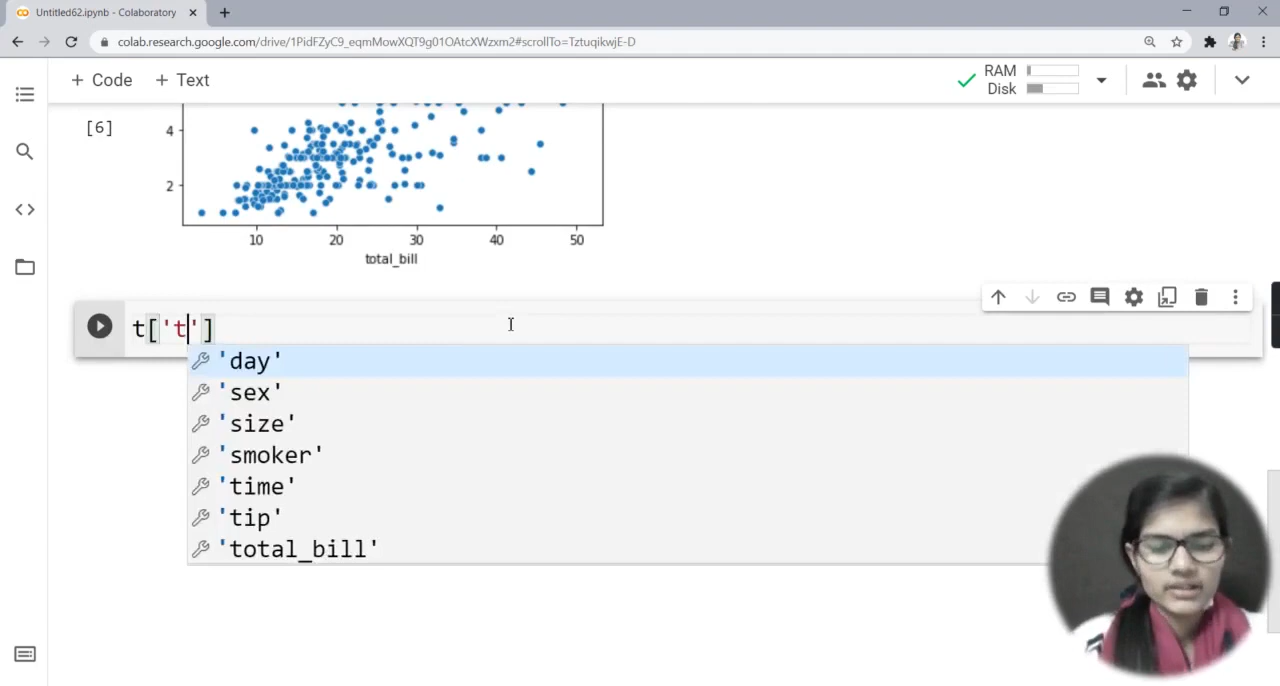 Untitled62.ipynb - Colaboratory
colab.research.google.com/drive/1PidFZyC9_eqmMowXQT9g01OAtcXWzxm2#scrollTo=TztuqikwjE-D
+ Code + Text
RAM
Disk
[6]
4
2
10 20 30 40 50
total_bill
t['t']
'day'
'sex'
'size'
'smoker'
'time'
'tip'
'total_bill'